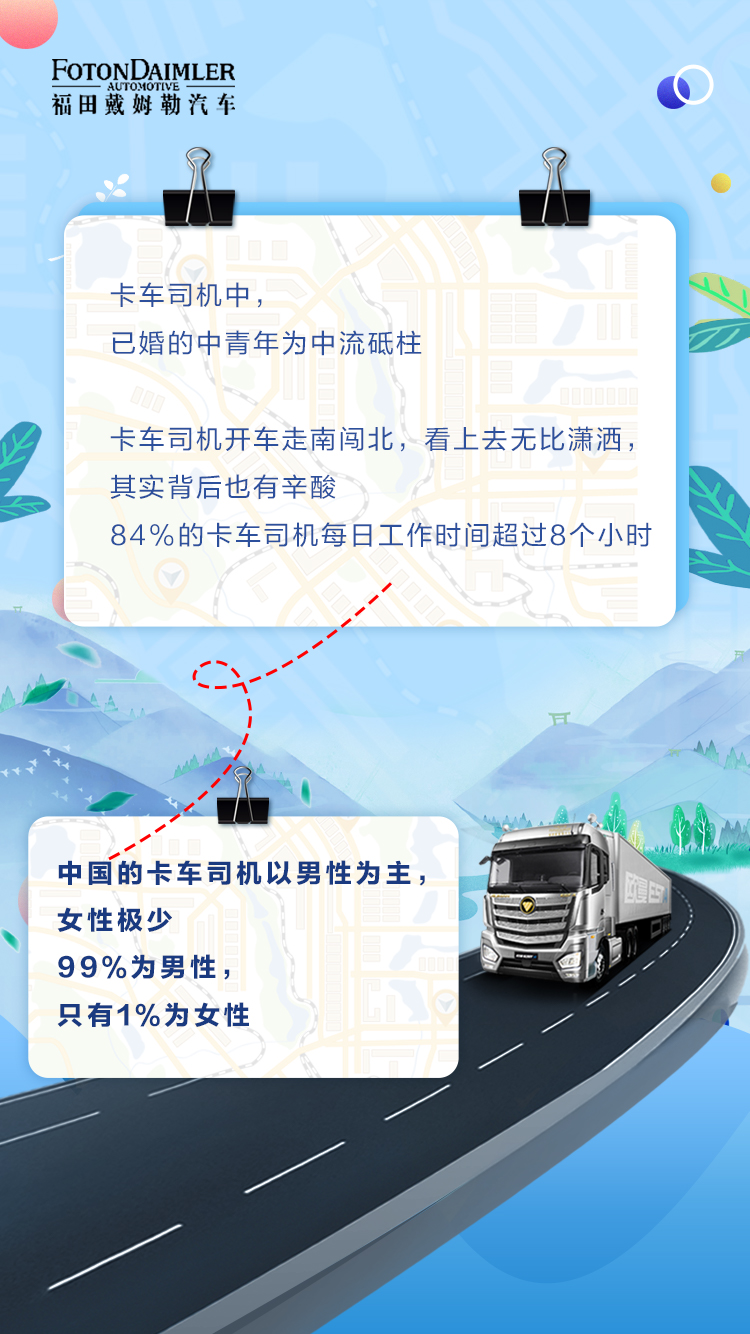 FOTONDAIMLER
AUTOMOTIVE
福田戴姆勒汽车
卡车司机中，
已婚的中青年为中流砥柱
卡车司机开车走南闯北，看上去无比潇洒，
其实背后也有辛酸
84%的卡车司机每日工作时间超过8个小时
中国的卡车司机以男性为主，
女性极少
99%为男性，
只有1%为女性